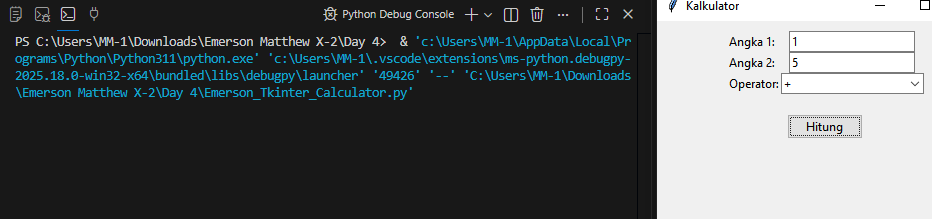 Python Debug Console
PS C:\Users\MM-1\Downloads\Emerson Matthew X-2\Day 4> & 'c:\Users\MM-1\AppData\Local\Pr
ograms\Python\Python311\python.exe' 'c:\Users\MM-1\.vscode\extensions\ms-python.debugpy-
2025.18.0-win32-x64\bundled\libs\debugpy\launcher' '49426' '--' 'C:\Users\MM-1\Downloads
\Emerson Matthew X-2\Day 4\Emerson_Tkinter_Calculator.py'
Kalkulator
Angka 1: 1
Angka 2: 5
Operator: +
Hitung